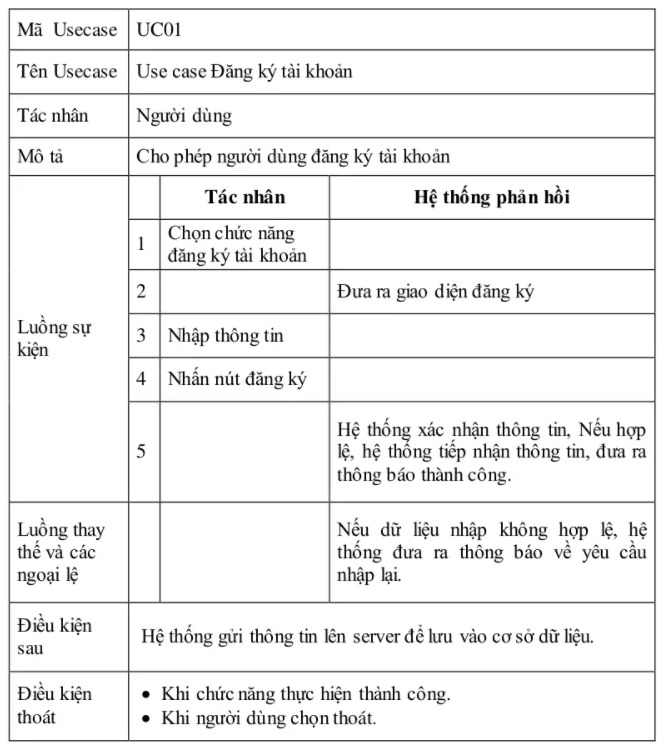 Mã Usecase UC01
Tên Usecase Use case Đăng ký tài khoản
Tác nhân Người dùng
Mô tả Cho phép người dùng đăng ký tài khoản
Luồng sự
kiện
Tác nhân Hệ thống phản hồi
1 Chọn chức năng
đăng ký tài khoản
2 Đưa ra giao diện đăng ký
3 Nhập thông tin
4 Nhấn nút đăng ký
5 Hệ thống xác nhận thông tin, Nếu hợp
lệ, hệ thống tiếp nhận thông tin, đưa ra
thông báo thành công.
Luồng thay
thế và các
ngoại lệ
Nếu dữ liệu nhập không hợp lệ, hệ
thống đưa ra thông báo về yêu cầu
nhập lại.
Điều kiện
sau
Hệ thống gửi thông tin lên server để lưu vào cơ sở dữ liệu.
Điều kiện
thoát
• Khi chức năng thực hiện thành công.
• Khi người dùng chọn thoát.